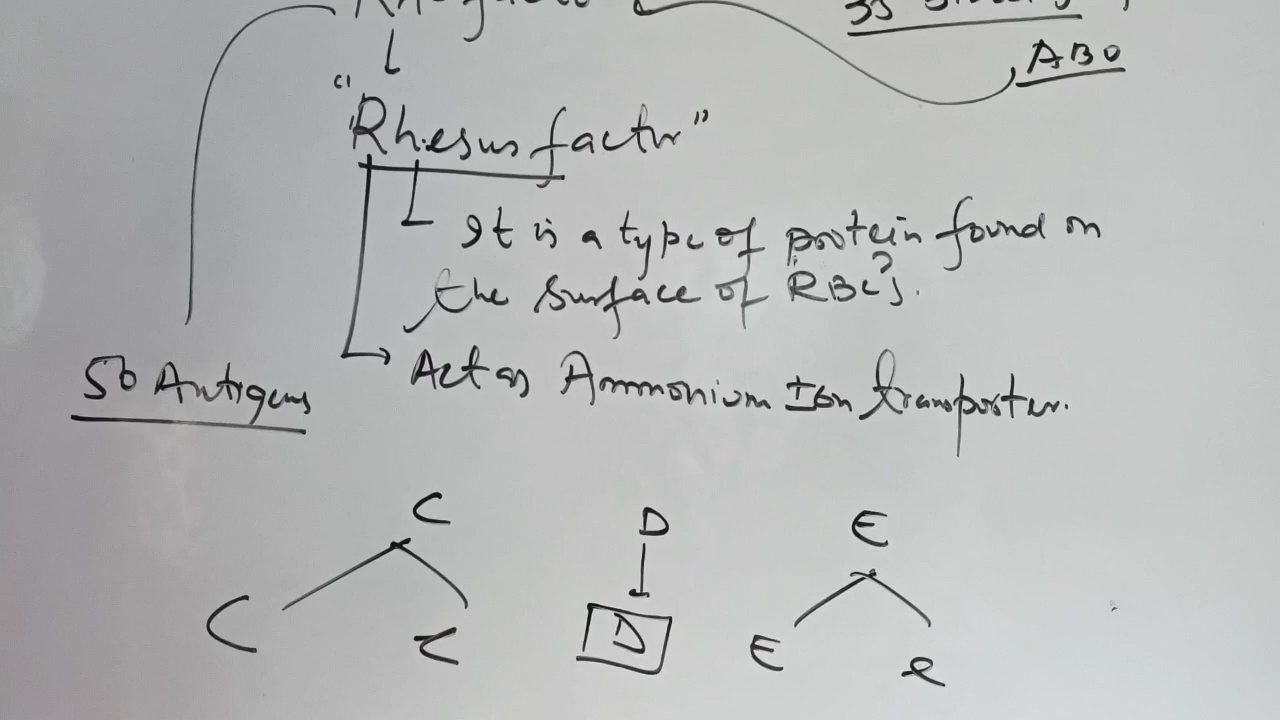 ABO
"Rhesus factor"
It is a type of protein found on
the surface of RBC's.
Act as Ammonium Ion transporter.
50 Antigens
C D E
C c D E e